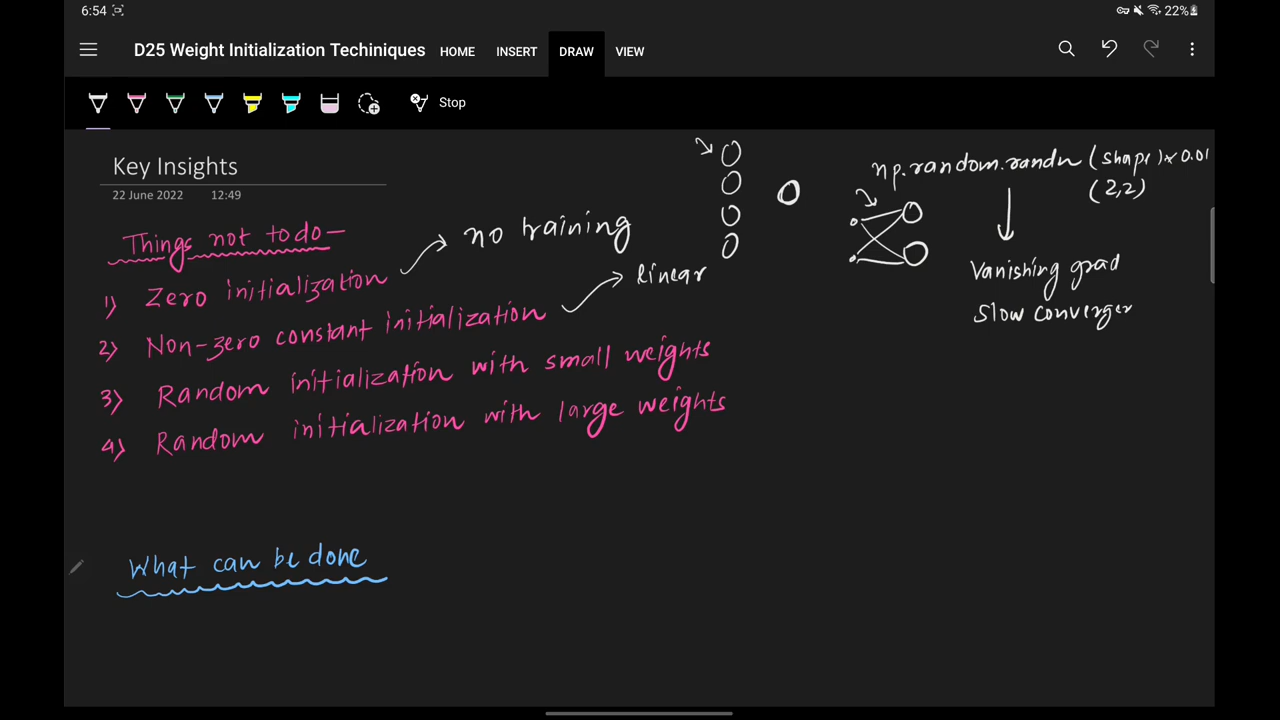 6:54
22%
D25 Weight Initialization Techiniques
HOME
INSERT
DRAW
VIEW
Stop
Key Insights
22 June 2022 12:49
np.random.randn (shape) x 0.01
(2,2)
Things not to do —
no training
1) Zero initialization
linear
Vanishing grad
2) Non-zero constant initialization
Slow converger
3) Random initialization with small weights
4) Random initialization with large weights
What can be done